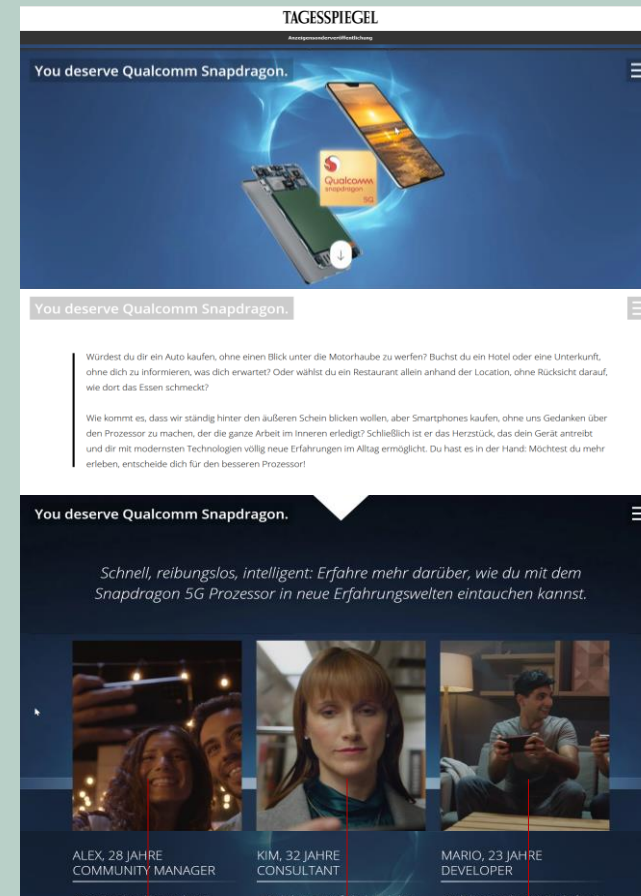 TAGESSPIEGEL
Anzeigensonderveröffentlichung
You deserve Qualcomm Snapdragon.
Qualcomm
snapdragon
5G
You deserve Qualcomm Snapdragon.
Würdest du dir ein Auto kaufen, ohne einen Blick unter die Motorhaube zu werfen? Buchst du ein Hotel oder eine Unterkunft,
ohne dich zu informieren, was dich erwartet? Oder wählst du ein Restaurant allein anhand der Location, ohne Rücksicht darauf,
wie dort das Essen schmeckt?
Wie kommt es, dass wir ständig hinter den äußeren Schein blicken wollen, aber Smartphones kaufen, ohne uns Gedanken über
den Prozessor zu machen, der die ganze Arbeit im Inneren erledigt? Schließlich ist er das Herzstück, das dein Gerät antreibt
und dir mit modernsten Technologien völlig neue Erfahrungen im Alltag ermöglicht. Du hast es in der Hand: Möchtest du mehr
erleben, entscheide dich für den besseren Prozessor!
You deserve Qualcomm Snapdragon.
Schnell, reibungslos, intelligent: Erfahre mehr darüber, wie du mit dem
Snapdragon 5G Prozessor in neue Erfahrungswelten eintauchen kannst.
ALEX, 28 JAHRE
COMMUNITY MANAGER
KIM, 32 JAHRE
CONSULTANT
MARIO, 23 JAHRE
DEVELOPER